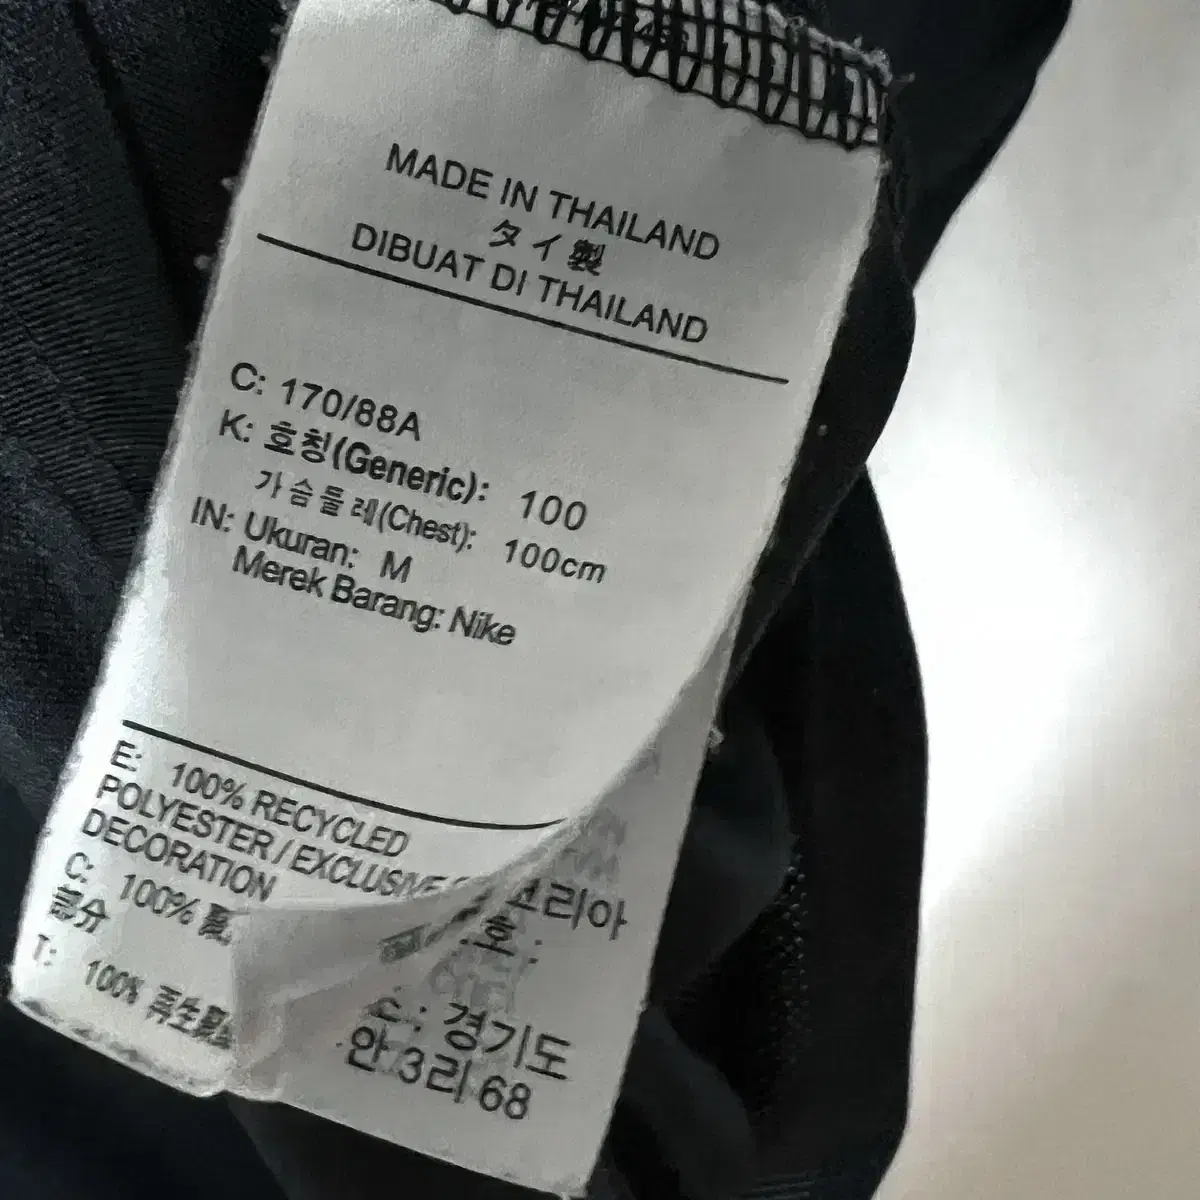 MADE IN THAILAND
タイ製
DIBUAT DI THAILAND
C: 170/88A
K: 호칭(Generic): 100
가슴둘레(Chest): 100cm
IN: Ukuran: M
Merek Barang: Nike
E: 100% RECYCLED
POLYESTER / EXCLUSIVE
DECORATION
C: 100%
T: 100% 再生
코리아
경기도
안3리 68